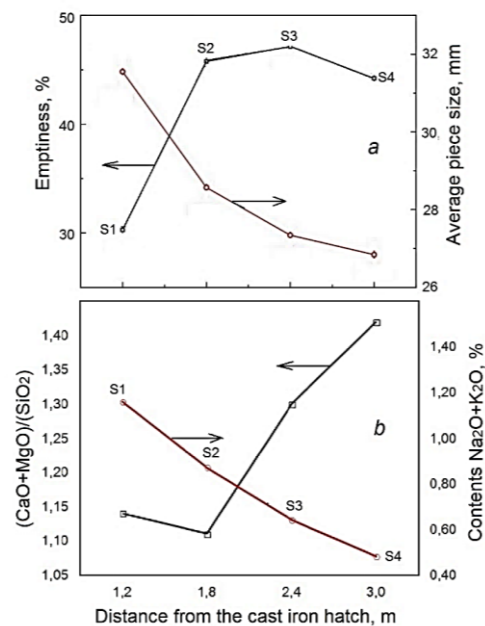 50
40
30
Emptiness, %
S1
S2
S3
S4
a
32
30
28
26
Average piece size, mm
1,40
1,35
1,30
1,25
1,20
1,15
1,10
1,05
(CaO+MgO)/(SiO2)
S1
S2
S3
S4
b
1,40
1,20
1,00
0,80
0,60
0,40
Contents Na2O+K2O, %
1,2 1,8 2,4 3,0
Distance from the cast iron hatch, m